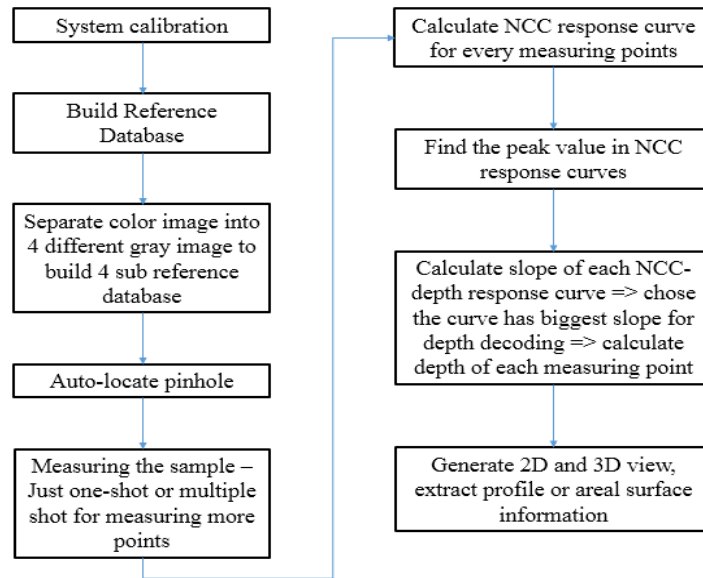 System calibration
Build Reference
Database
Separate color image into
4 different gray image to
build 4 sub reference
database
Auto-locate pinhole
Measuring the sample –
Just one-shot or multiple
shot for measuring more
points
Calculate NCC response curve
for every measuring points
Find the peak value in NCC
response curves
Calculate slope of each NCC-
depth response curve => chose
the curve has biggest slope for
depth decoding => calculate
depth of each measuring point
Generate 2D and 3D view,
extract profile or areal surface
information